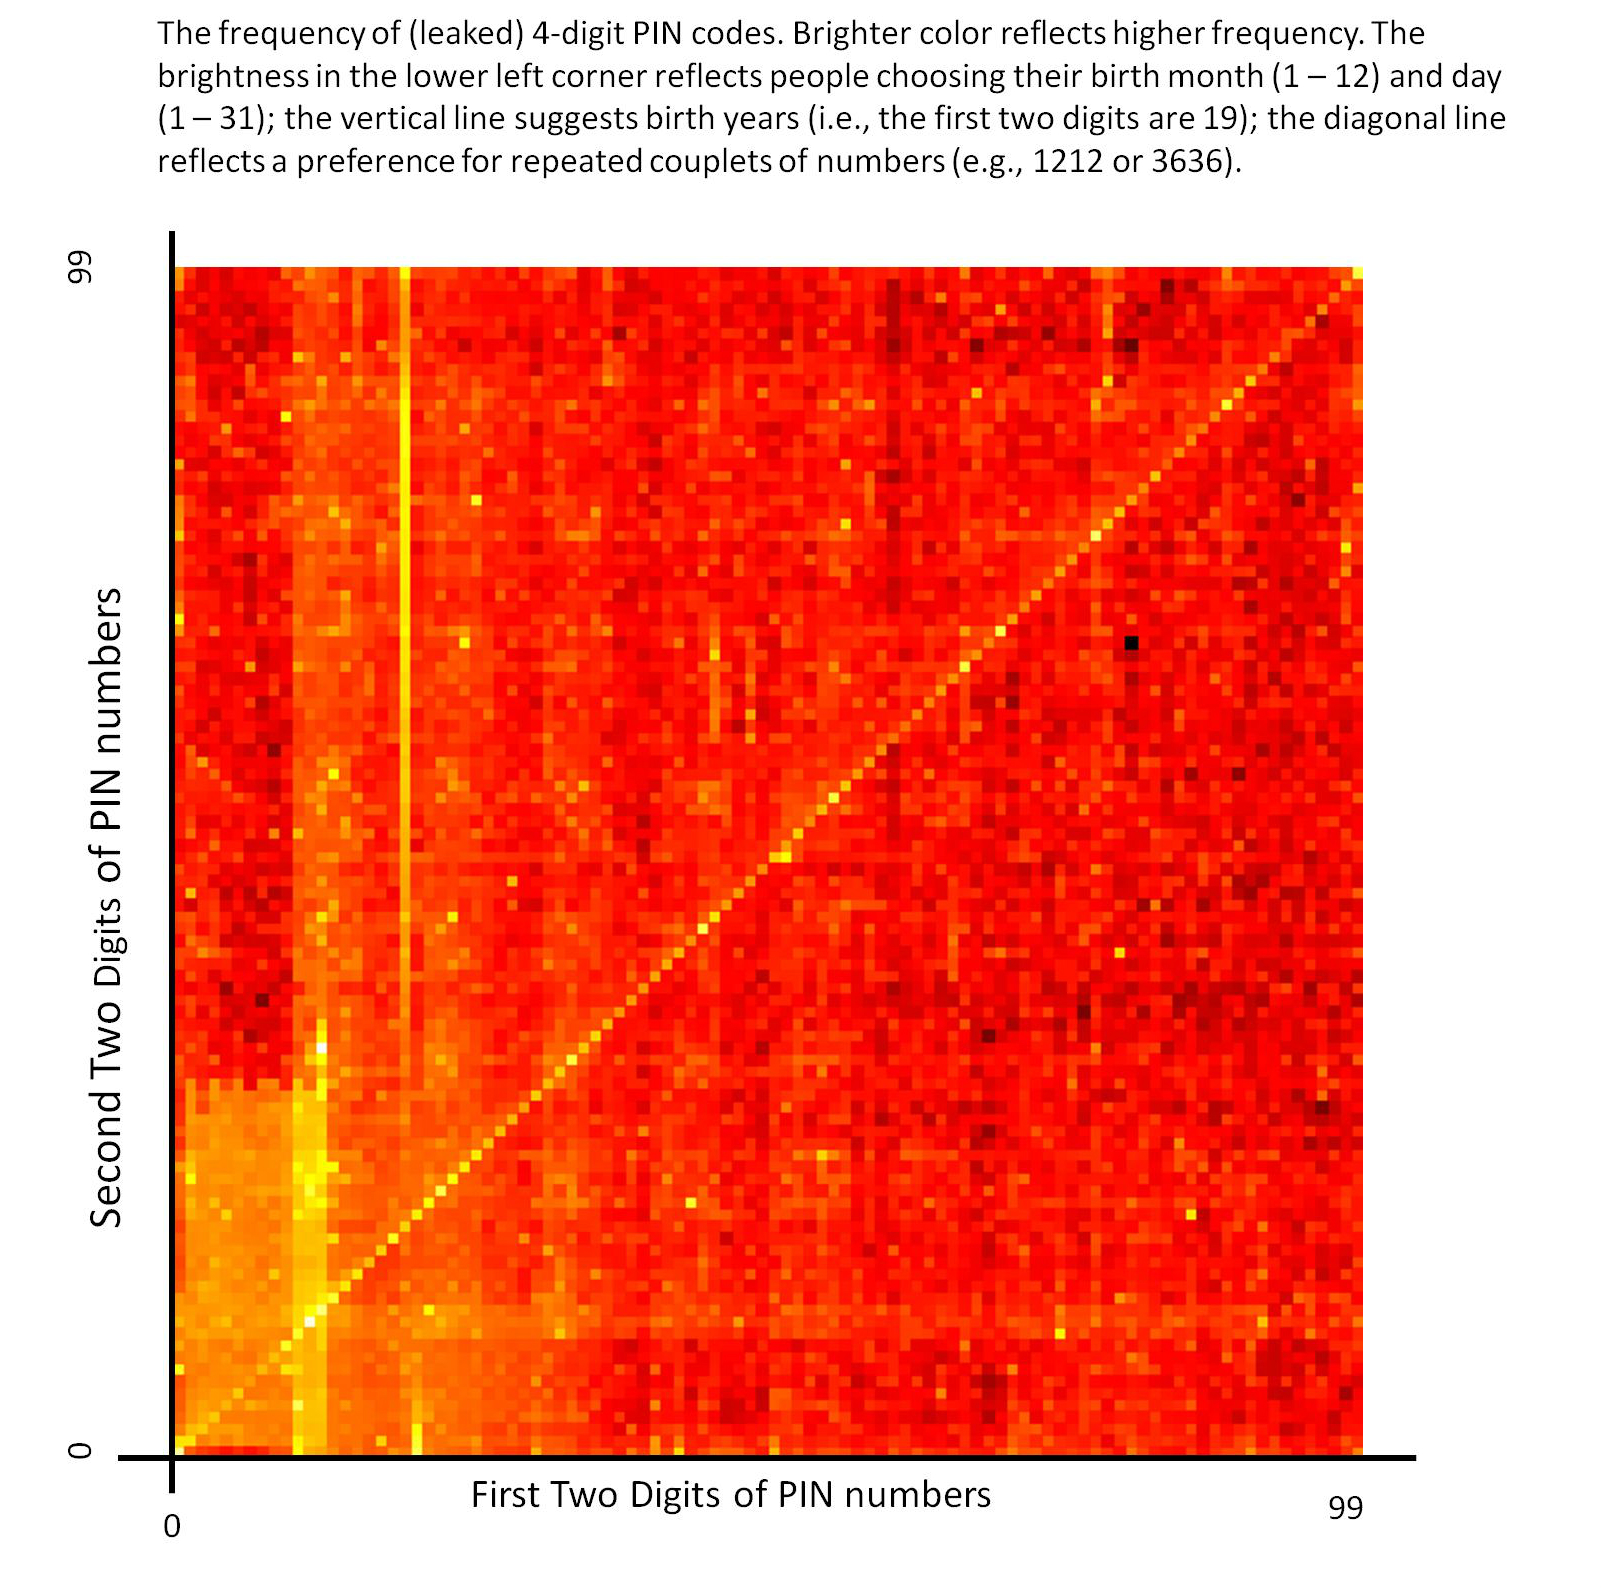 The frequency of (leaked) 4-digit PIN codes. Brighter color reflects higher frequency. The
brightness in the lower left corner reflects people choosing their birth month (1 – 12) and day
(1 – 31); the vertical line suggests birth years (i.e., the first two digits are 19); the diagonal line
reflects a preference for repeated couplets of numbers (e.g., 1212 or 3636).
99
Second Two Digits of PIN numbers
0
First Two Digits of PIN numbers
0
99